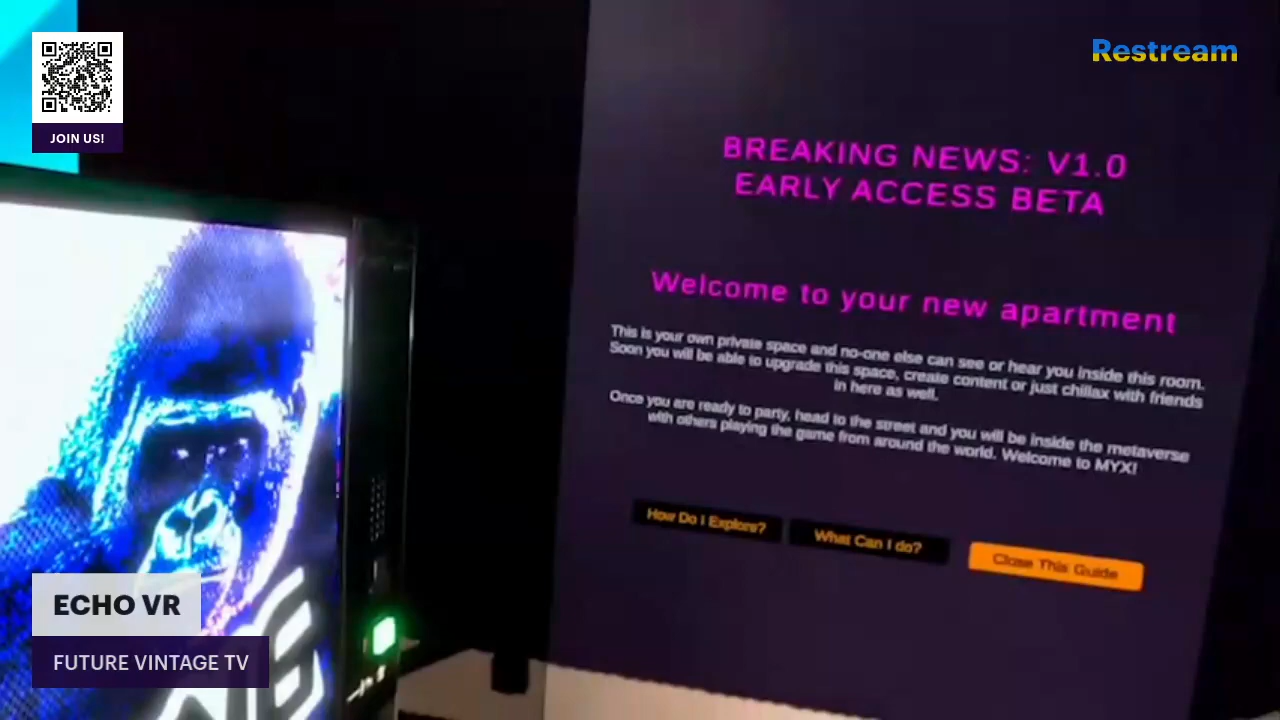 JOIN US!
Restream
BREAKING NEWS: V1.0
EARLY ACCESS BETA
Welcome to your new apartment
This is your own private space and no-one else can see or hear you inside this room.
Soon you will be able to upgrade this space, create content or just chillax with friends
in here as well.
Once you are ready to party, head to the street and you will be inside the metaverse
with others playing the game from around the world. Welcome to MYX!
How Do I Explore?
What Can I do?
Close This Guide
ECHO VR
FUTURE VINTAGE TV